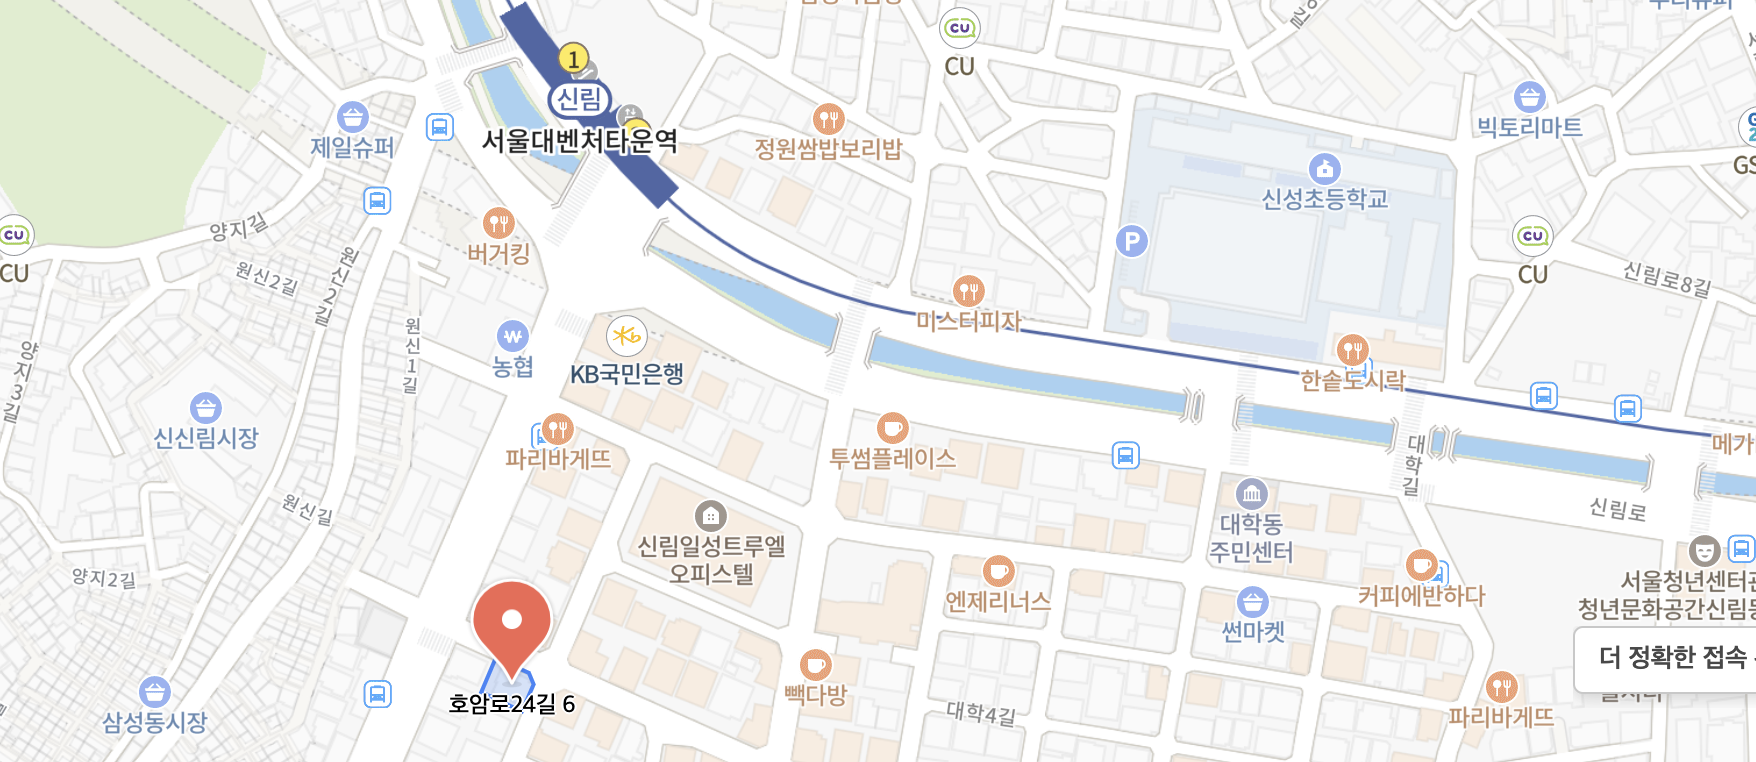 CU
1
신림
서울대벤처타운역
제일슈퍼
정원쌈밥보리밥
빅토리마트
신성초등학교
P
CU
양지길
원신2길
원신2길
버거킹
CU
신림로8길
미스터피자
원신1길
농협
KB국민은행
양지3길
한솥도시락
신신림시장
파리바게뜨
투썸플레이스
대학길
메가
원신길
신림로
대학동
주민센터
신림일성트루엘
오피스텔
양지2길
엔제리너스
썬마켓
커피에반하다
서울청년센터관
청년문화공간신림동
더 정확한 접속
빽다방
호암로24길 6
삼성동시장
대학4길
파리바게뜨